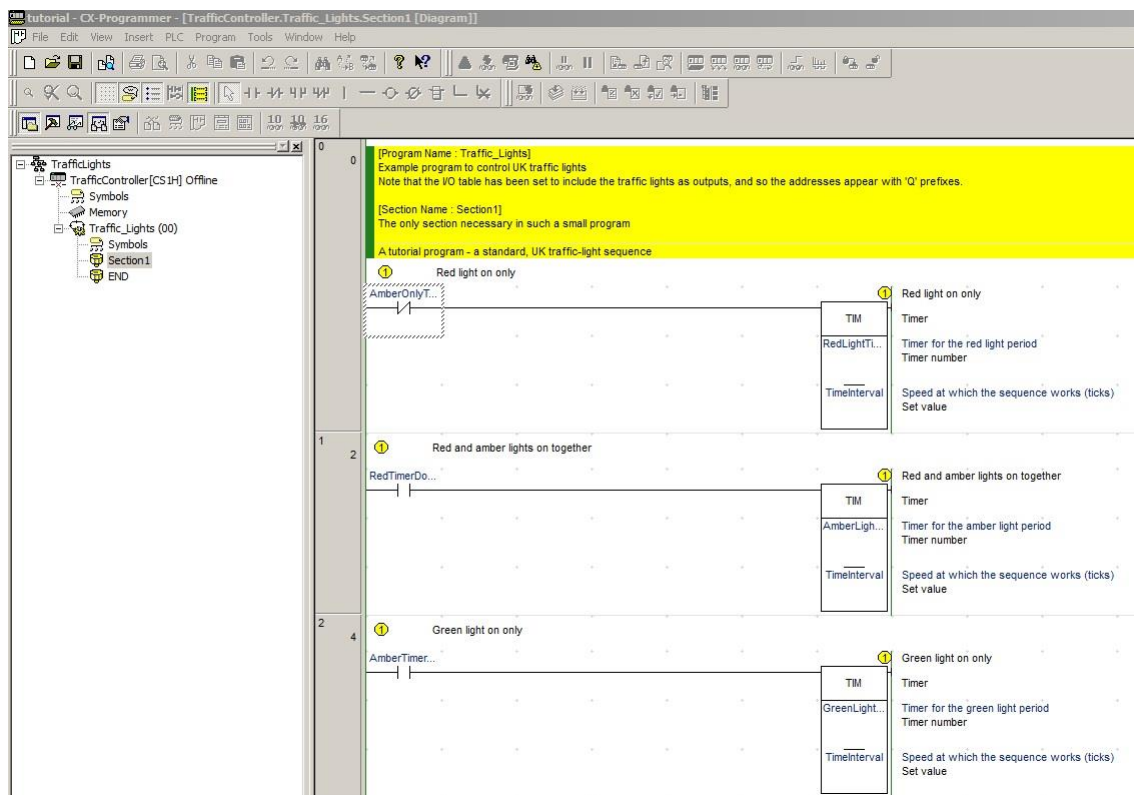 tutorial - CX-Programmer - [TrafficController.Traffic_Lights.Section1 [Diagram]]
File Edit View Insert PLC Program Tools Window Help
10 10 16
TrafficLights
TrafficController[CS1H] Offline
Symbols
Memory
Traffic_Lights (00)
Symbols
Section1
END
0
0
[Program Name : Traffic_Lights]
Example program to control UK traffic lights
Note that the I/O table has been set to include the traffic lights as outputs, and so the addresses appear with 'Q' prefixes.
[Section Name : Section1]
The only section necessary in such a small program
A tutorial program - a standard, UK traffic-light sequence
1 Red light on only
AmberOnlyT...
1 Red light on only
TIM Timer
RedLightTi... Timer for the red light period
Timer number
TimeInterval Speed at which the sequence works (ticks)
Set value
1
2
1 Red and amber lights on together
RedTimerDo...
1 Red and amber lights on together
TIM Timer
AmberLigh... Timer for the amber light period
Timer number
TimeInterval Speed at which the sequence works (ticks)
Set value
2
4
1 Green light on only
AmberTimer...
1 Green light on only
TIM Timer
GreenLight... Timer for the green light period
Timer number
TimeInterval Speed at which the sequence works (ticks)
Set value